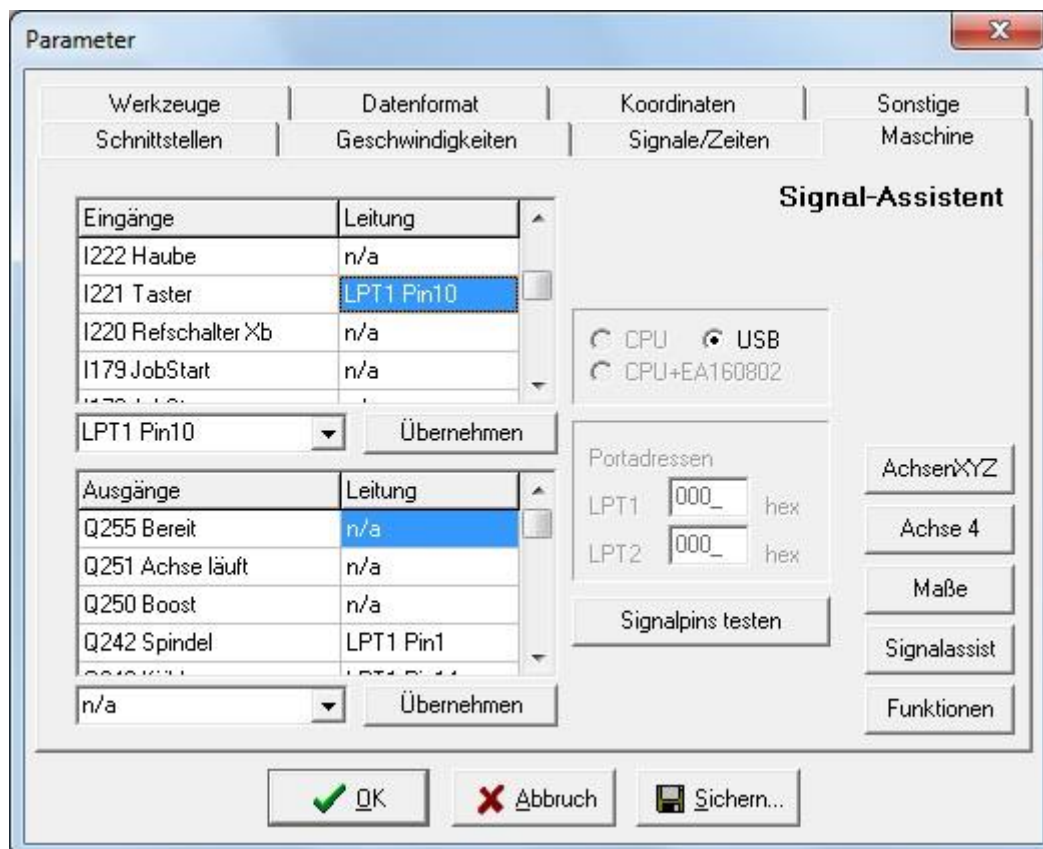 Parameter
Werkzeuge Datenformat Koordinaten Sonstige
Schnittstellen Geschwindigkeiten Signale/Zeiten Maschine
Signal-Assistent
Eingänge Leitung
I222 Haube n/a
I221 Taster LPT1 Pin10
I220 Refschalter Xb n/a
I179 JobStart n/a
LPT1 Pin10 Übernehmen
Ausgänge Leitung
Q255 Bereit n/a
Q251 Achse läuft n/a
Q250 Boost n/a
Q242 Spindel LPT1 Pin1
n/a Übernehmen
CPU USB
CPU+EA160802
Portadressen
LPT1 000_ hex
LPT2 000_ hex
Signalpins testen
AchsenXYZ
Achse 4
Maße
Signalassist
Funktionen
OK Abbruch Sichern...